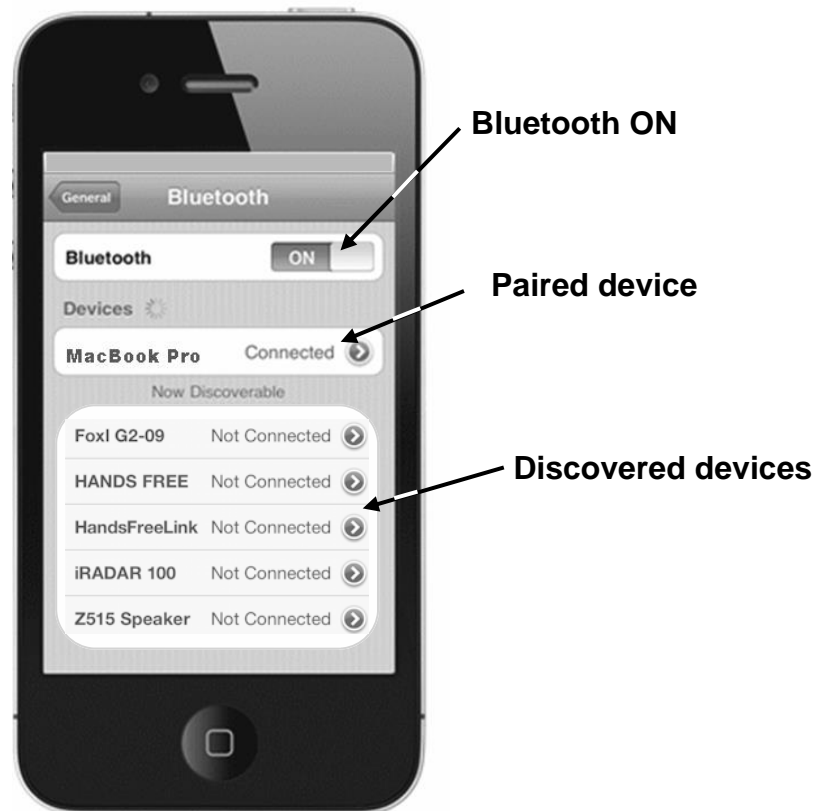 Bluetooth ON
General Bluetooth
Bluetooth ON
Paired device
Devices
MacBook Pro Connected
Now Discoverable
FoxI G2-09 Not Connected
HANDS FREE Not Connected
Discovered devices
HandsFreeLink Not Connected
iRADAR 100 Not Connected
Z515 Speaker Not Connected